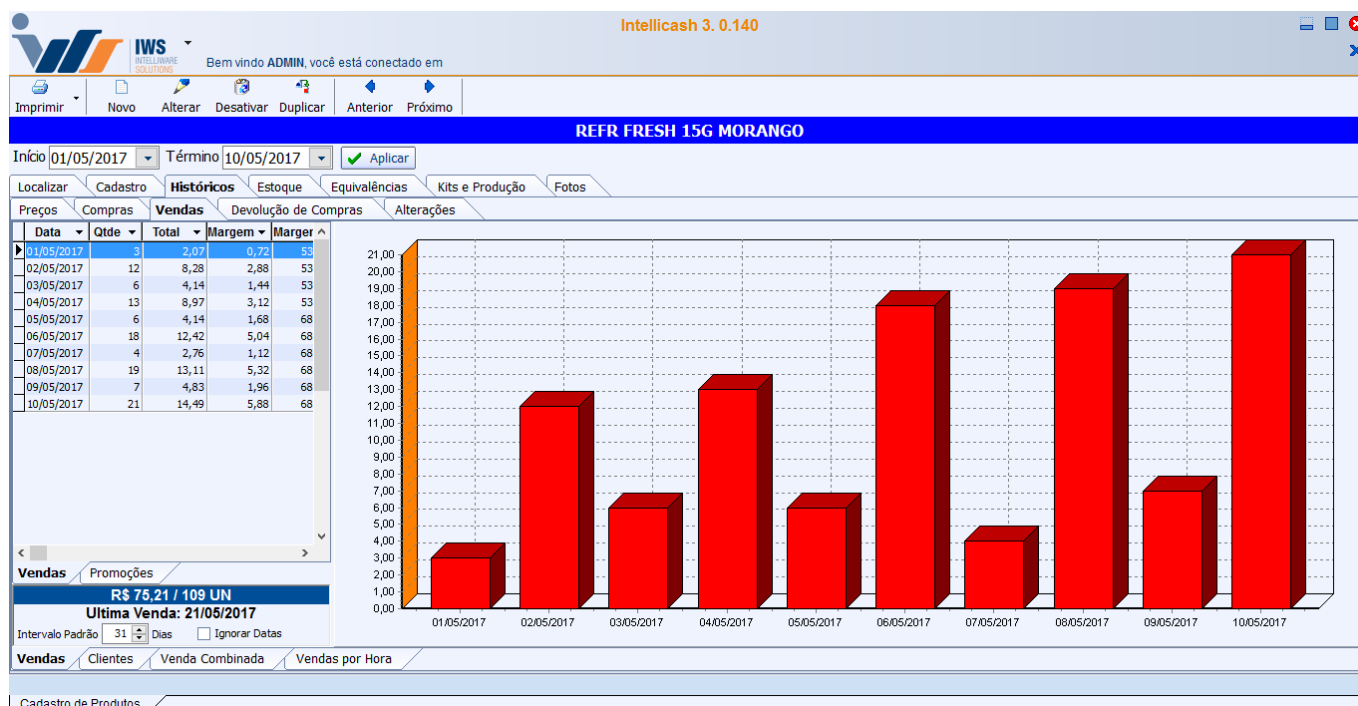 Intellicash 3. 0.140
IWS
INTELLIWARE
SOLUTIONS
Bem vindo ADMIN, você está conectado em
Imprimir Novo Alterar Desativar Duplicar Anterior Próximo
REFR FRESH 15G MORANGO
Início 01/05/2017 Término 10/05/2017 Aplicar
Localizar Cadastro Históricos Estoque Equivalências Kits e Produção Fotos
Preços Compras Vendas Devolução de Compras Alterações
Data Qtde Total Margem Marger
01/05/2017 3 2,07 0,72 53
02/05/2017 12 8,28 2,88 53
03/05/2017 6 4,14 1,44 53
04/05/2017 13 8,97 3,12 53
05/05/2017 6 4,14 1,68 68
06/05/2017 18 12,42 5,04 68
07/05/2017 4 2,76 1,12 68
08/05/2017 19 13,11 5,32 68
09/05/2017 7 4,83 1,96 68
10/05/2017 21 14,49 5,88 68
Vendas Promoções
R$ 75,21 / 109 UN
Ultima Venda: 21/05/2017
Intervalo Padrão 31 Dias Ignorar Datas
21,00
20,00
19,00
18,00
17,00
16,00
15,00
14,00
13,00
12,00
11,00
10,00
9,00
8,00
7,00
6,00
5,00
4,00
3,00
2,00
1,00
0,00
01/05/2017 02/05/2017 03/05/2017 04/05/2017 05/05/2017 06/05/2017 07/05/2017 08/05/2017 09/05/2017 10/05/2017
Vendas Clientes Venda Combinada Vendas por Hora
Cadastro de Produtos